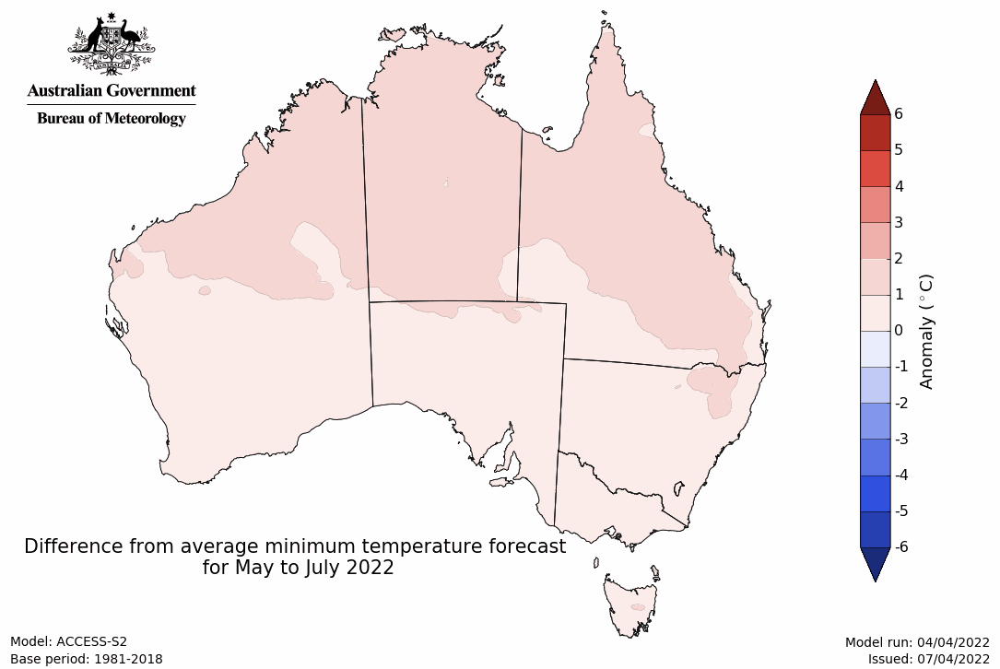 Australian Government
Bureau of Meteorology
6
5
4
3
2
1
0
-1
-2
-3
-4
-5
-6
Anomaly (°C)
Difference from average minimum temperature forecast
for May to July 2022
Model: ACCESS-S2
Base period: 1981-2018
Model run: 04/04/2022
Issued: 07/04/2022